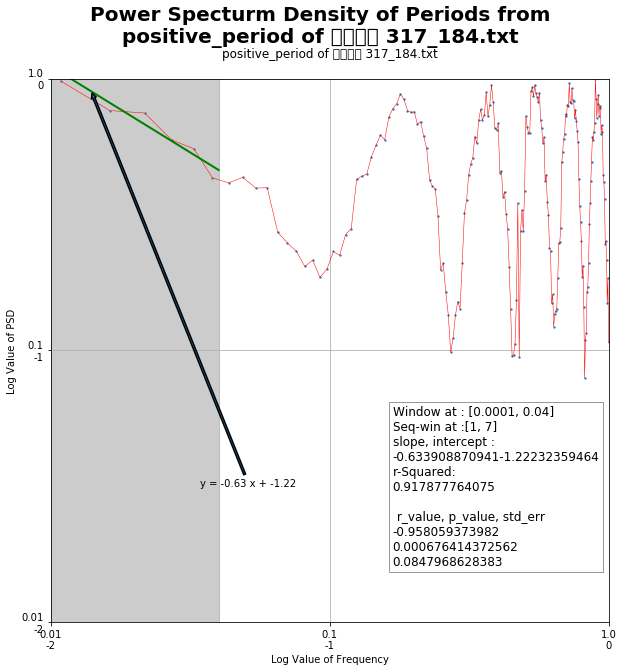 Power Specturm Density of Periods from
positive_period of 317_184.txt
positive_period of 317_184.txt
1.0
0
Log Value of PSD
0.1
-1
Window at : [0.0001, 0.04]
Seq-win at :[1, 7]
slope, intercept :
-0.633908870941-1.22232359464
r-Squared:
0.917877764075
r_value, p_value, std_err
-0.958059373982
0.000676414372562
0.0847968628383
y = -0.63 x + -1.22
0.01
-2
0.01
-2
0.1
-1
1.0
0
Log Value of Frequency